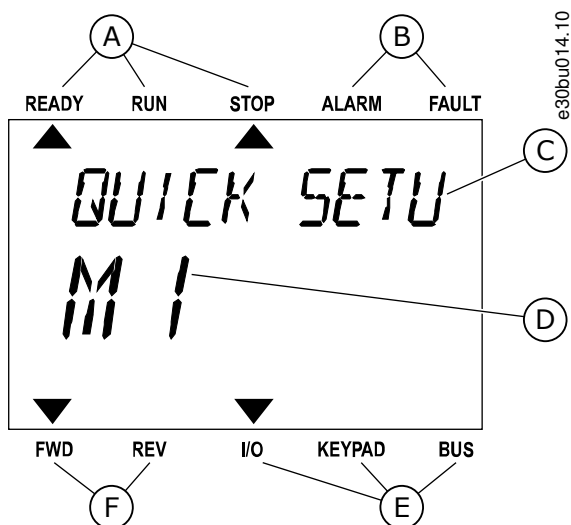 A B
e30bu014.10
READY RUN STOP ALARM FAULT
C
QUICK SETU
M 1
D
FWD REV I/O KEYPAD BUS
F E